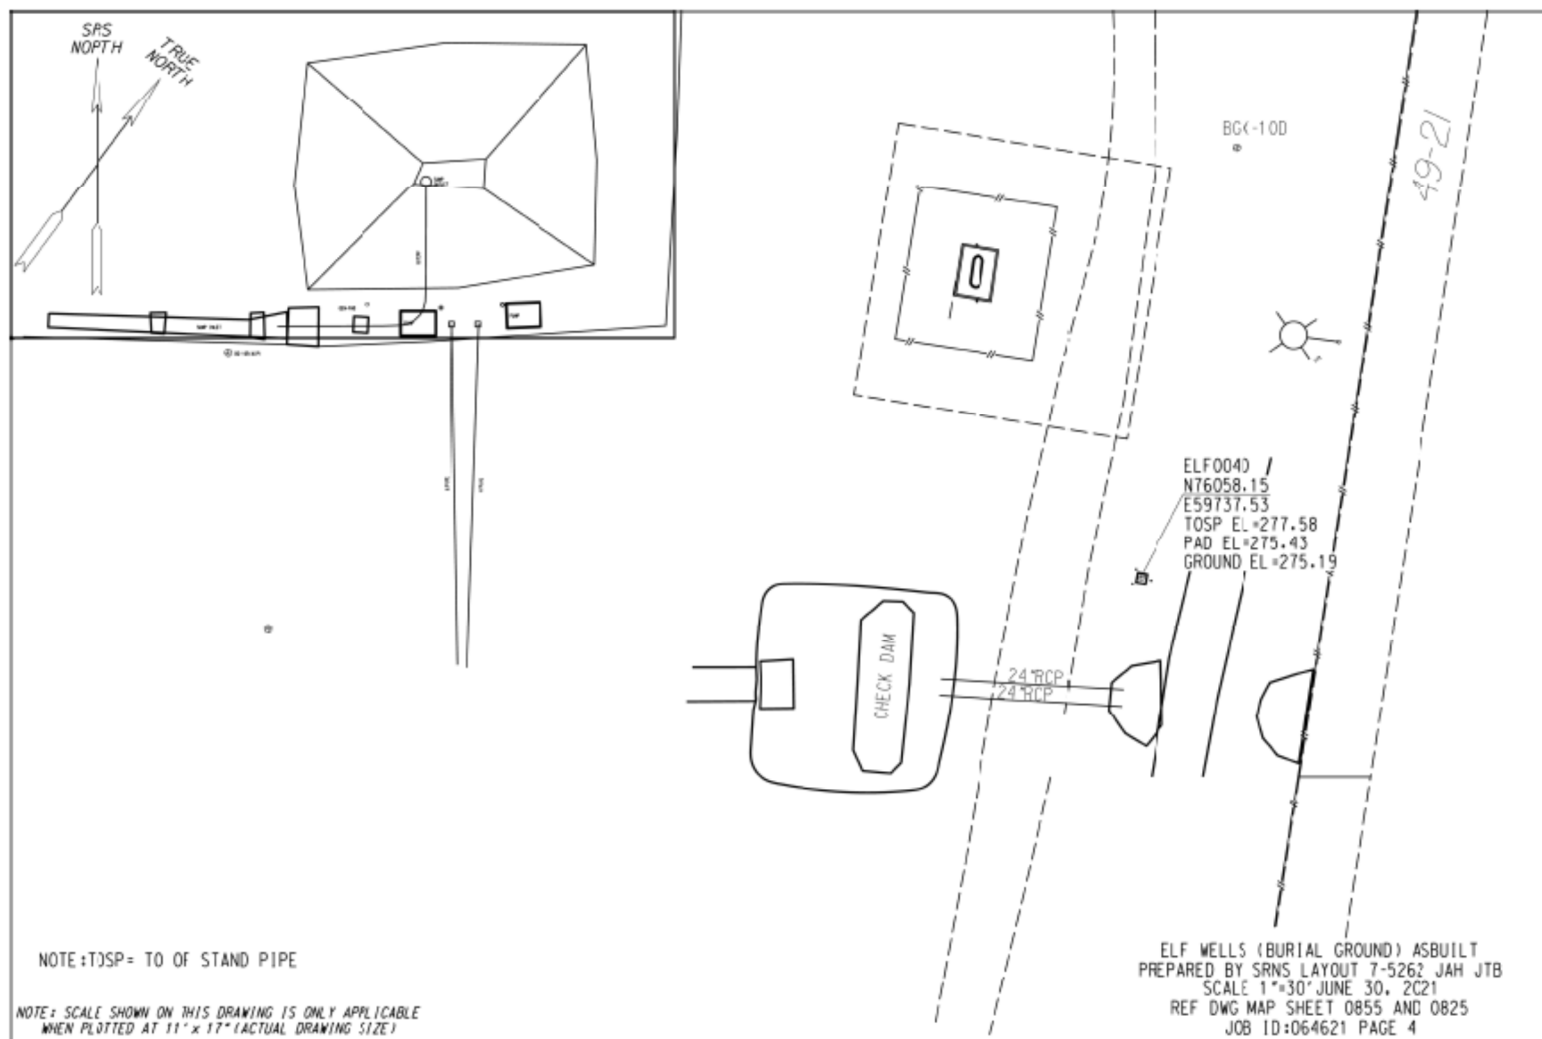 SRS
NORTH
TRUE
NORTH
BGK-10D
49-21
ELF004D
N76058.15
E59737.53
TOSP EL=277.58
PAD EL=275.43
GROUND EL=275.19
CHECK DAM
24"RCP
24"RCP
NOTE:TOSP= TO OF STAND PIPE
NOTE: SCALE SHOWN ON THIS DRAWING IS ONLY APPLICABLE
WHEN PLOTTED AT 11" x 17" (ACTUAL DRAWING SIZE)
ELF WELLS (BURIAL GROUND) ASBUILT
PREPARED BY SRNS LAYOUT 7-5262 JAH JTB
SCALE 1"=30' JUNE 30, 2021
REF DWG MAP SHEET 0855 AND 0825
JOB ID:064621 PAGE 4